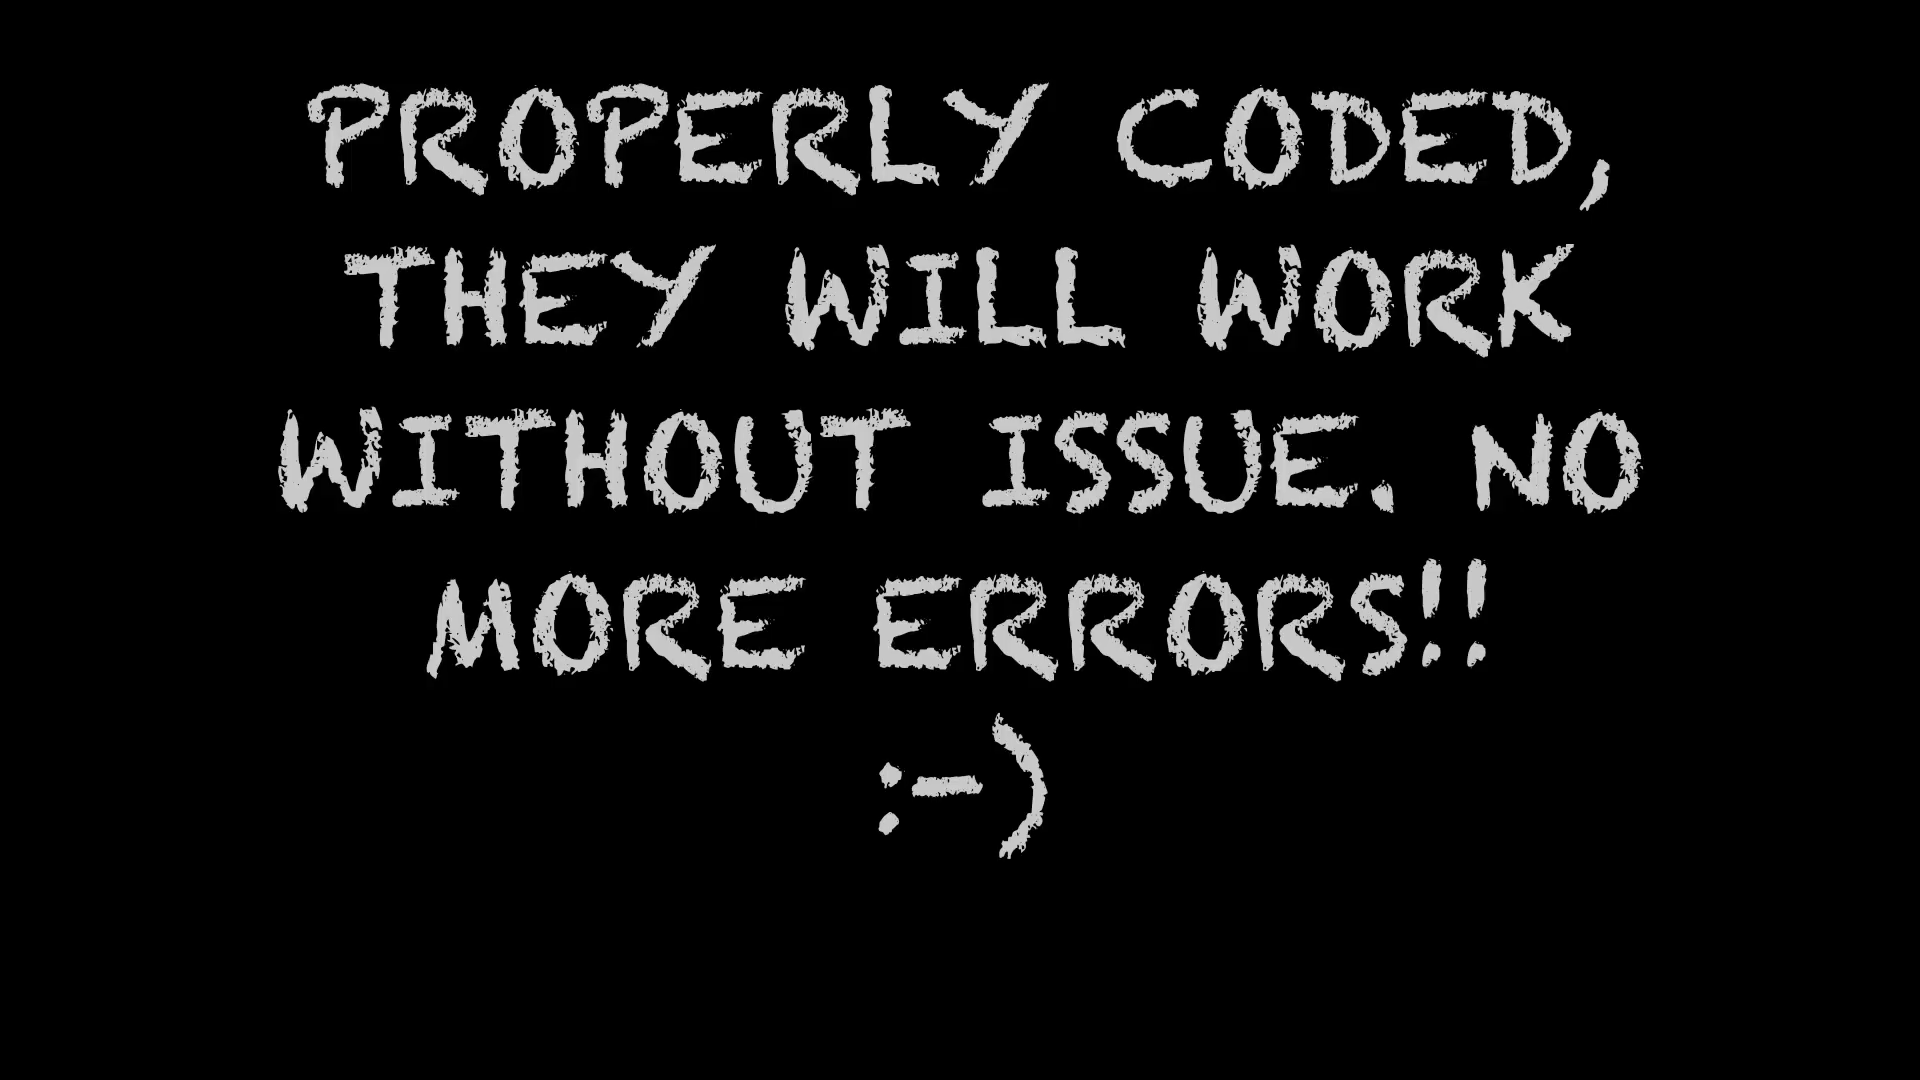 PROPERLY CODED,
THEY WILL WORK
WITHOUT ISSUE. NO
MORE ERRORS!!
:-)